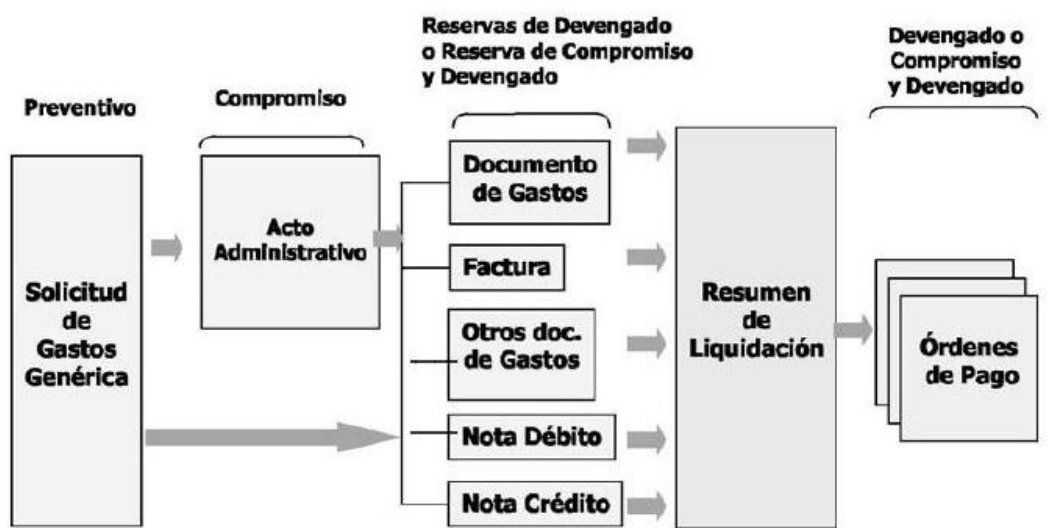 Preventivo
Compromiso
Reservas de Devengado
o Reserva de Compromiso
y Devengado
Devengado o
Compromiso
y Devengado
Solicitud
de
Gastos
Genérica
Acto
Administrativo
Documento
de Gastos
Factura
Otros doc.
de Gastos
Nota Débito
Nota Crédito
Resumen
de
Liquidación
Órdenes
de Pago